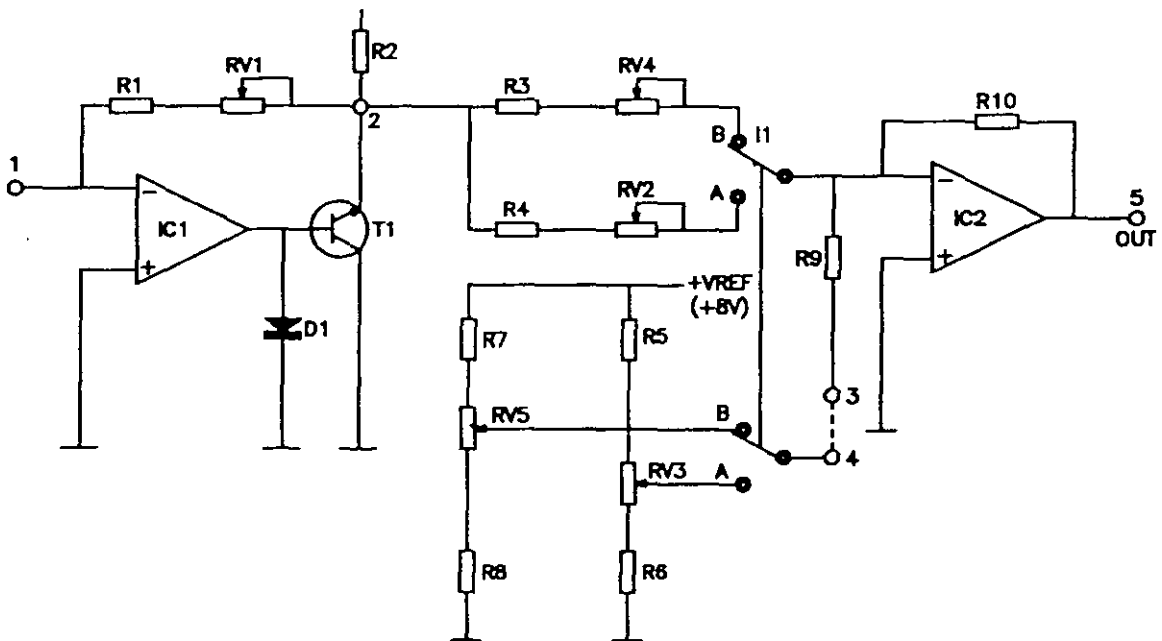 R2
R1
RV1
R3
RV4
R10
2
B
I1
1
A
RV2
5
IC1
T1
R4
IC2
OUT
R9
+VREF
(+8V)
D1
R7
R5
3
RV5
B
4
RV3
A
R8
R6